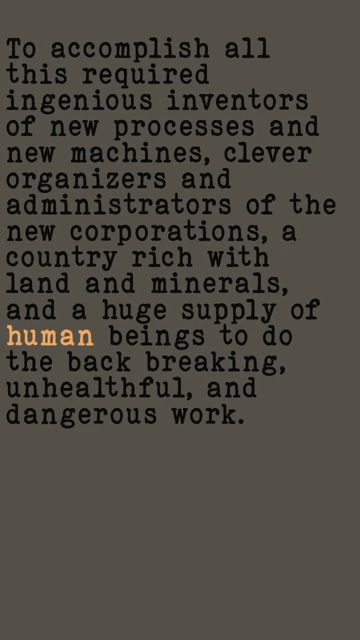 To accomplish all
this required
ingenious inventors
of new processes and
new machines, clever
organizers and
administrators of the
new corporations, a
country rich with
land and minerals,
and a huge supply of
human beings to do
the back breaking,
unhealthful, and
dangerous work.